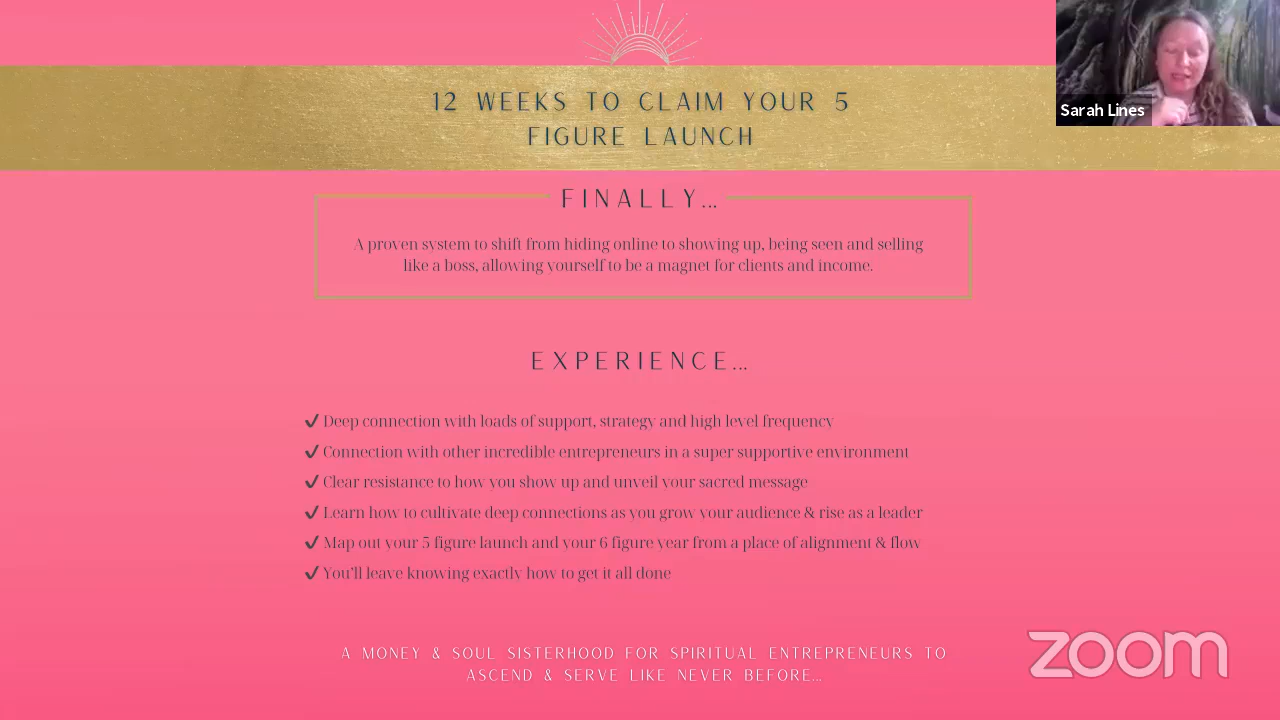 12 WEEKS TO CLAIM YOUR 5
FIGURE LAUNCH
Sarah Lines
FINALLY...
A proven system to shift from hiding online to showing up, being seen and selling
like a boss, allowing yourself to be a magnet for clients and income.
EXPERIENCE...
✓ Deep connection with loads of support, strategy and high level frequency
✓ Connection with other incredible entrepreneurs in a super supportive environment
✓ Clear resistance to how you show up and unveil your sacred message
✓ Learn how to cultivate deep connections as you grow your audience & rise as a leader
✓ Map out your 5 figure launch and your 6 figure year from a place of alignment & flow
✓ You'll leave knowing exactly how to get it all done
A MONEY & SOUL SISTERHOOD FOR SPIRITUAL ENTREPRENEURS TO
ASCEND & SERVE LIKE NEVER BEFORE...
zoom